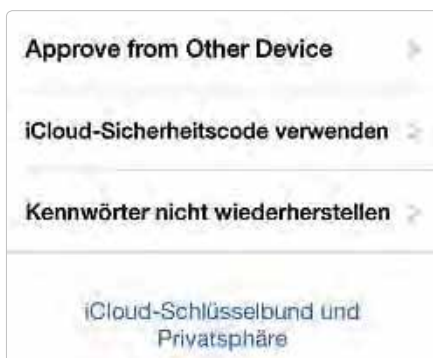 Approve from Other Device
iCloud-Sicherheitscode verwenden
Kennwörter nicht wiederherstellen
iCloud-Schlüsselbund und
Privatsphäre